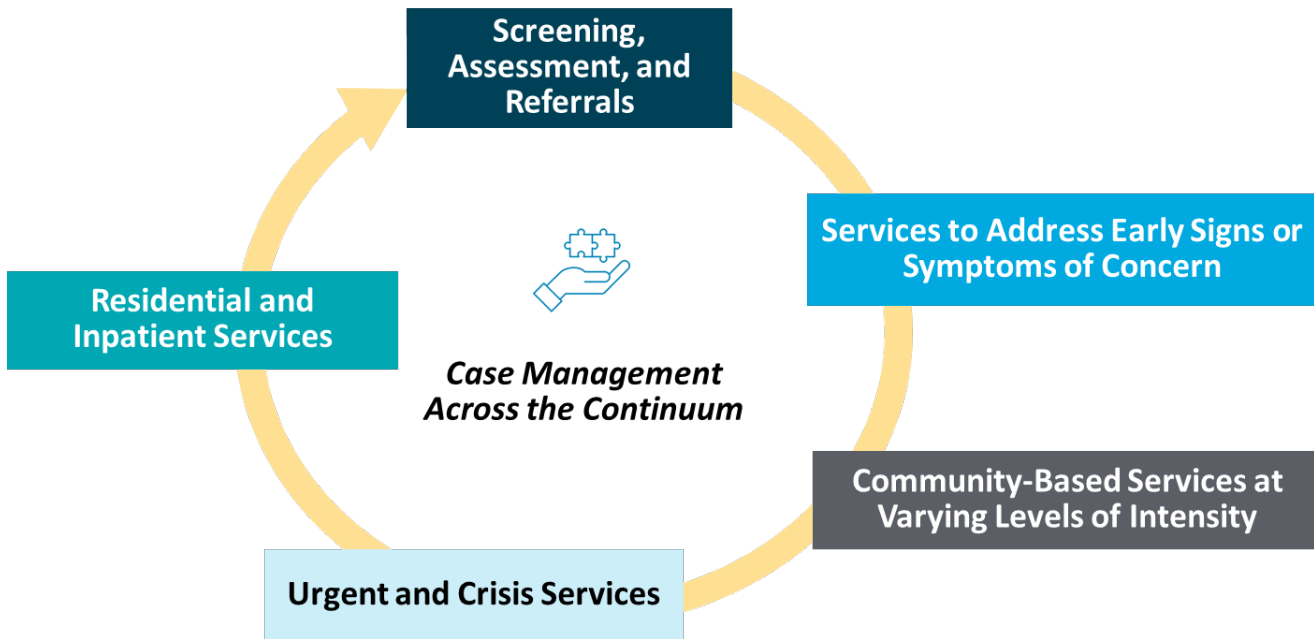 Screening,
Assessment, and
Referrals
Services to Address Early Signs or
Symptoms of Concern
Community-Based Services at
Varying Levels of Intensity
Urgent and Crisis Services
Residential and
Inpatient Services
Case Management
Across the Continuum